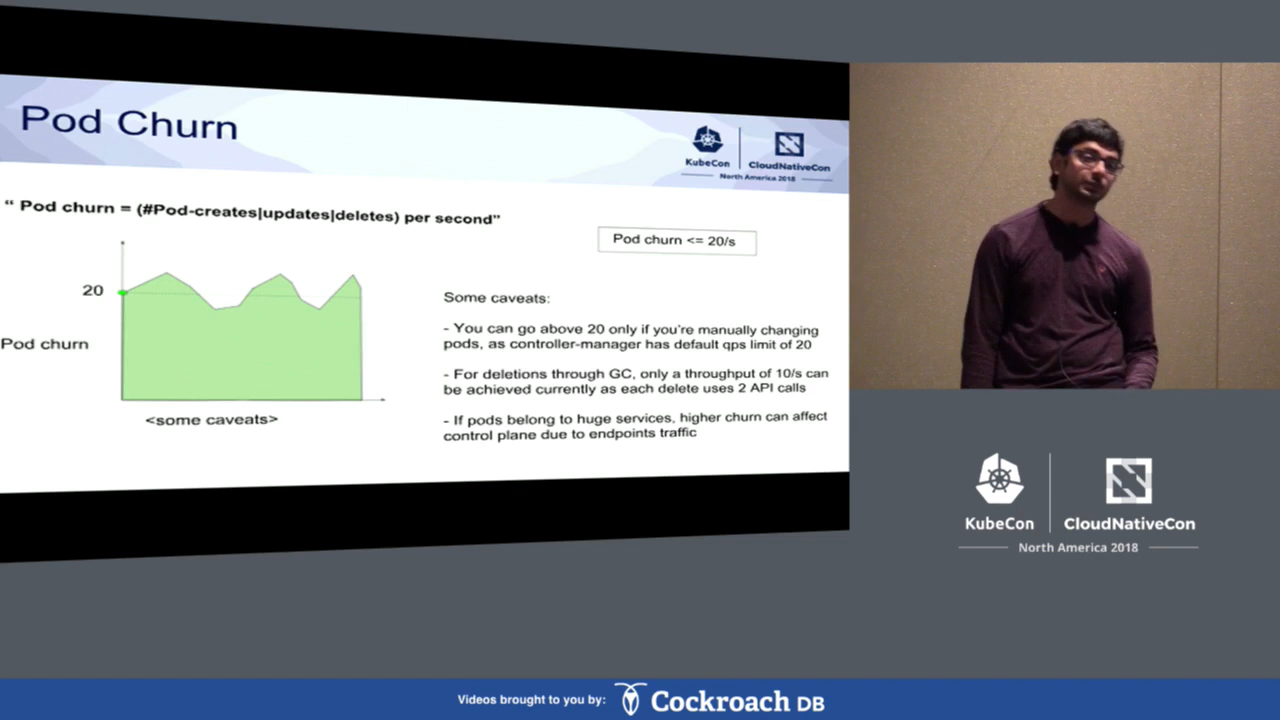 Pod Churn
KubeCon
CloudNativeCon
North America 2018
“ Pod churn = (#Pod-creates|updates|deletes) per second”
Pod churn <= 20/s
20
Pod churn
<some caveats>
Some caveats:
- You can go above 20 only if you're manually changing
pods, as controller-manager has default qps limit of 20
- For deletions through GC, only a throughput of 10/s can
be achieved currently as each delete uses 2 API calls
- If pods belong to huge services, higher churn can affect
control plane due to endpoints traffic
KubeCon
CloudNativeCon
North America 2018
Videos brought to you by:
Cockroach DB